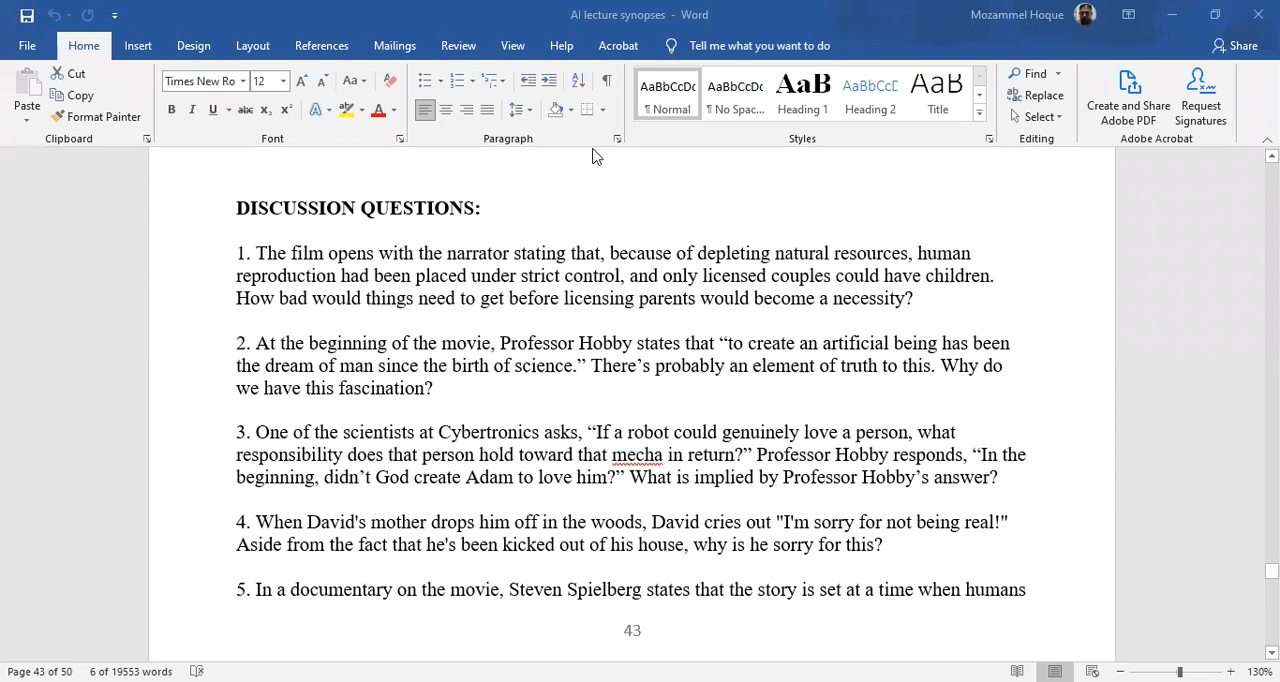 AI lecture synopses - Word
Mozammel Hoque
File Home Insert Design Layout References Mailings Review View Help Acrobat Tell me what you want to do Share
Paste
Cut
Copy
Format Painter
Clipboard
Times New Ro 12
Aa
B I U abc x₂ x² A A
Font
Paragraph
AaBbCcDc AaBbCcDc AaB AaBbCcD AaB
¶ Normal ¶ No Spac... Heading 1 Heading 2 Title
Styles
Find
Replace
Select
Editing
Create and Share
Adobe PDF
Request
Signatures
Adobe Acrobat
DISCUSSION QUESTIONS:
1. The film opens with the narrator stating that, because of depleting natural resources, human
reproduction had been placed under strict control, and only licensed couples could have children.
How bad would things need to get before licensing parents would become a necessity?
2. At the beginning of the movie, Professor Hobby states that “to create an artificial being has been
the dream of man since the birth of science.” There’s probably an element of truth to this. Why do
we have this fascination?
3. One of the scientists at Cybertronics asks, “If a robot could genuinely love a person, what
responsibility does that person hold toward that mecha in return?” Professor Hobby responds, “In the
beginning, didn’t God create Adam to love him?” What is implied by Professor Hobby’s answer?
4. When David's mother drops him off in the woods, David cries out "I'm sorry for not being real!"
Aside from the fact that he's been kicked out of his house, why is he sorry for this?
5. In a documentary on the movie, Steven Spielberg states that the story is set at a time when humans
43
Page 43 of 50 6 of 19553 words 130%